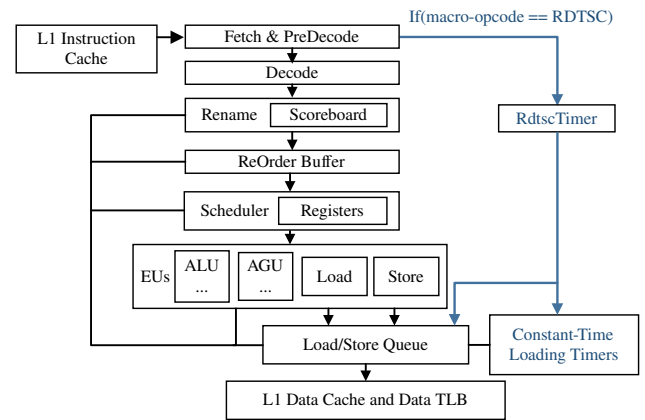 If(macro-opcode == RDTSC)
L1 Instruction
Cache
Fetch & PreDecode
Decode
Rename
Scoreboard
RdtscTimer
ReOrder Buffer
Scheduler
Registers
EUs
ALU
...
AGU
...
Load
Store
Load/Store Queue
Constant-Time
Loading Timers
L1 Data Cache and Data TLB